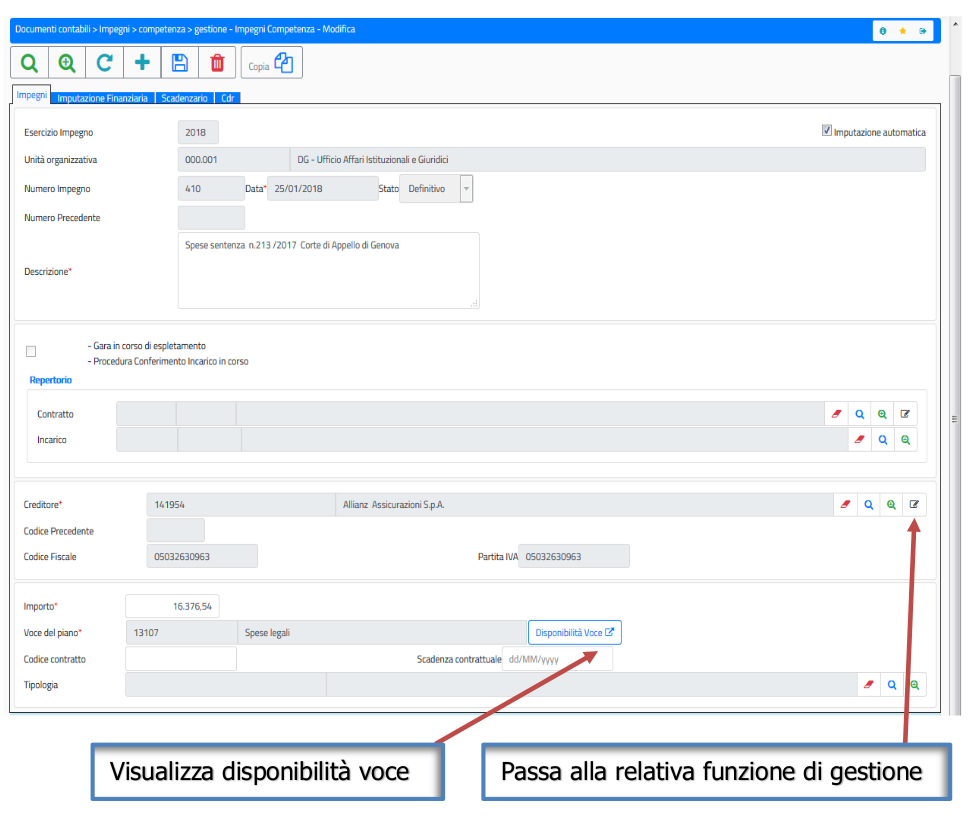 Documenti contabili > Impegni > competenza > gestione - Impegni Competenza - Modifica
Copia
Impegni Imputazione Finanziaria Scadenzario Cdr
Esercizio Impegno 2018 Imputazione automatica
Unità organizzativa 000.001 DG - Ufficio Affari Istituzionali e Giuridici
Numero Impegno 410 Data* 25/01/2018 Stato Definitivo
Numero Precedente
Spese sentenza n.213 /2017 Corte di Appello di Genova
Descrizione*
- Gara in corso di espletamento
- Procedura Conferimento Incarico in corso
Repertorio
Contratto
Incarico
Creditore* 141954 Allianz Assicurazioni S.p.A.
Codice Precedente
Codice Fiscale 05032630963 Partita IVA 05032630963
Importo* 16.376,54
Voce del piano* 13107 Spese legali Disponibilità Voce
Codice contratto Scadenza contrattuale dd/MM/yyyy
Tipologia
Visualizza disponibilità voce Passa alla relativa funzione di gestione